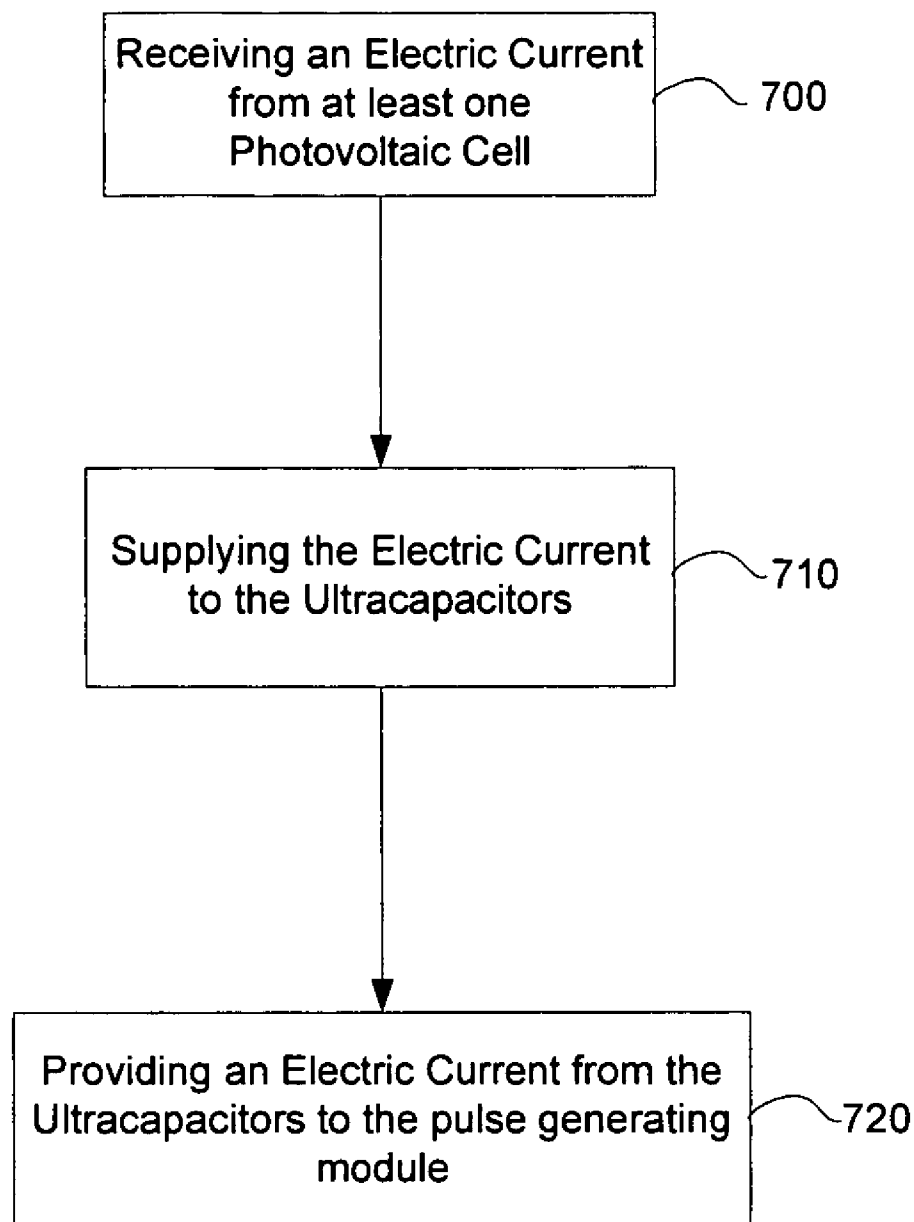 Receiving an Electric Current
from at least one
Photovoltaic Cell
700
Supplying the Electric Current
to the Ultracapacitors
710
Providing an Electric Current from the
Ultracapacitors to the pulse generating
module
720